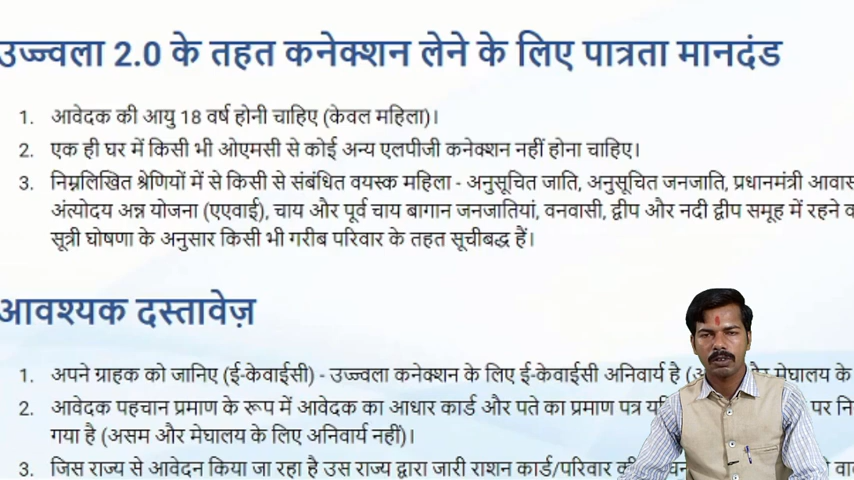 उज्ज्वला 2.0 के तहत कनेक्शन लेने के लिए पात्रता मानदंड
1. आवेदक की आयु 18 वर्ष होनी चाहिए (केवल महिला)।
2. एक ही घर में किसी भी ओएमसी से कोई अन्य एलपीजी कनेक्शन नहीं होना चाहिए।
3. निम्नलिखित श्रेणियों में से किसी से संबंधित वयस्क महिला - अनुसूचित जाति, अनुसूचित जनजाति, प्रधानमंत्री आवास
अंत्योदय अन्न योजना (एएवाई), चाय और पूर्व चाय बागान जनजातियां, वनवासी, द्वीप और नदी द्वीप समूह में रहने
सूत्री घोषणा के अनुसार किसी भी गरीब परिवार के तहत सूचीबद्ध हैं।
आवश्यक दस्तावेज़
1. अपने ग्राहक को जानिए (ई-केवाईसी) - उज्ज्वला कनेक्शन के लिए ई-केवाईसी अनिवार्य है ( मेघालय के
2. आवेदक पहचान प्रमाण के रूप में आवेदक का आधार कार्ड और पते का प्रमाण पत्र पर
गया है (असम और मेघालय के लिए अनिवार्य नहीं)।
3. जिस राज्य से आवेदन किया जा रहा है उस राज्य द्वारा जारी राशन कार्ड/परिवार